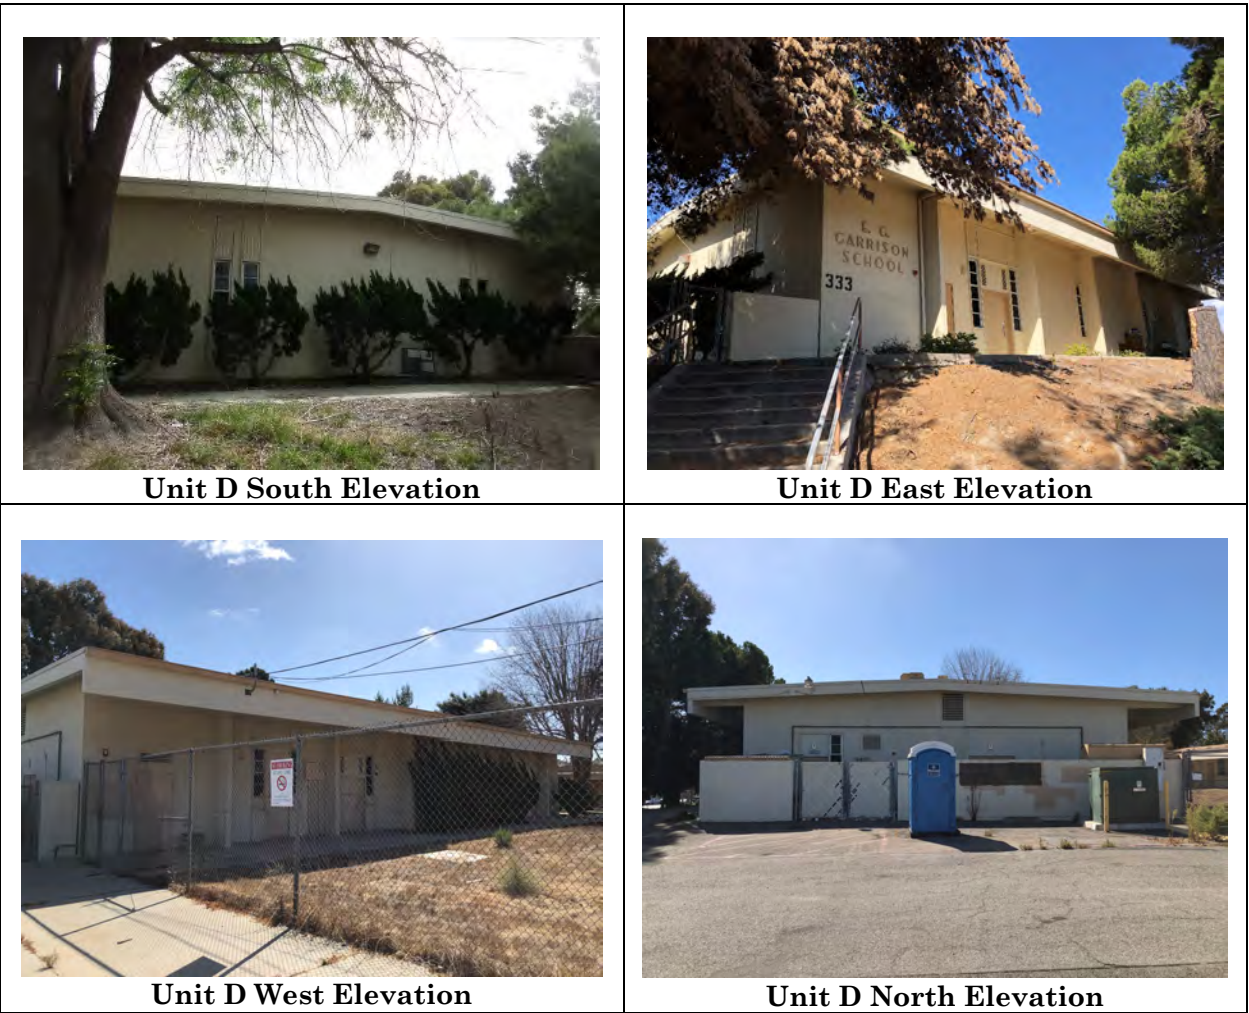 Unit D South Elevation
E. G.
GARRISON
SCHOOL
333
Unit D East Elevation
Unit D West Elevation
Unit D North Elevation